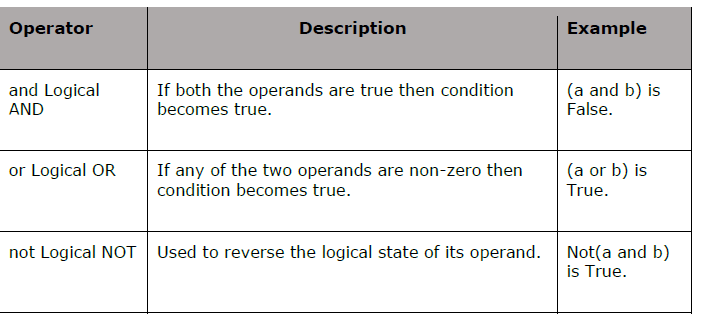 Operator Description Example
and Logical
AND
If both the operands are true then condition
becomes true.
(a and b) is
False.
or Logical OR
If any of the two operands are non-zero then
condition becomes true.
(a or b) is
True.
not Logical NOT
Used to reverse the logical state of its operand.
Not(a and b)
is True.